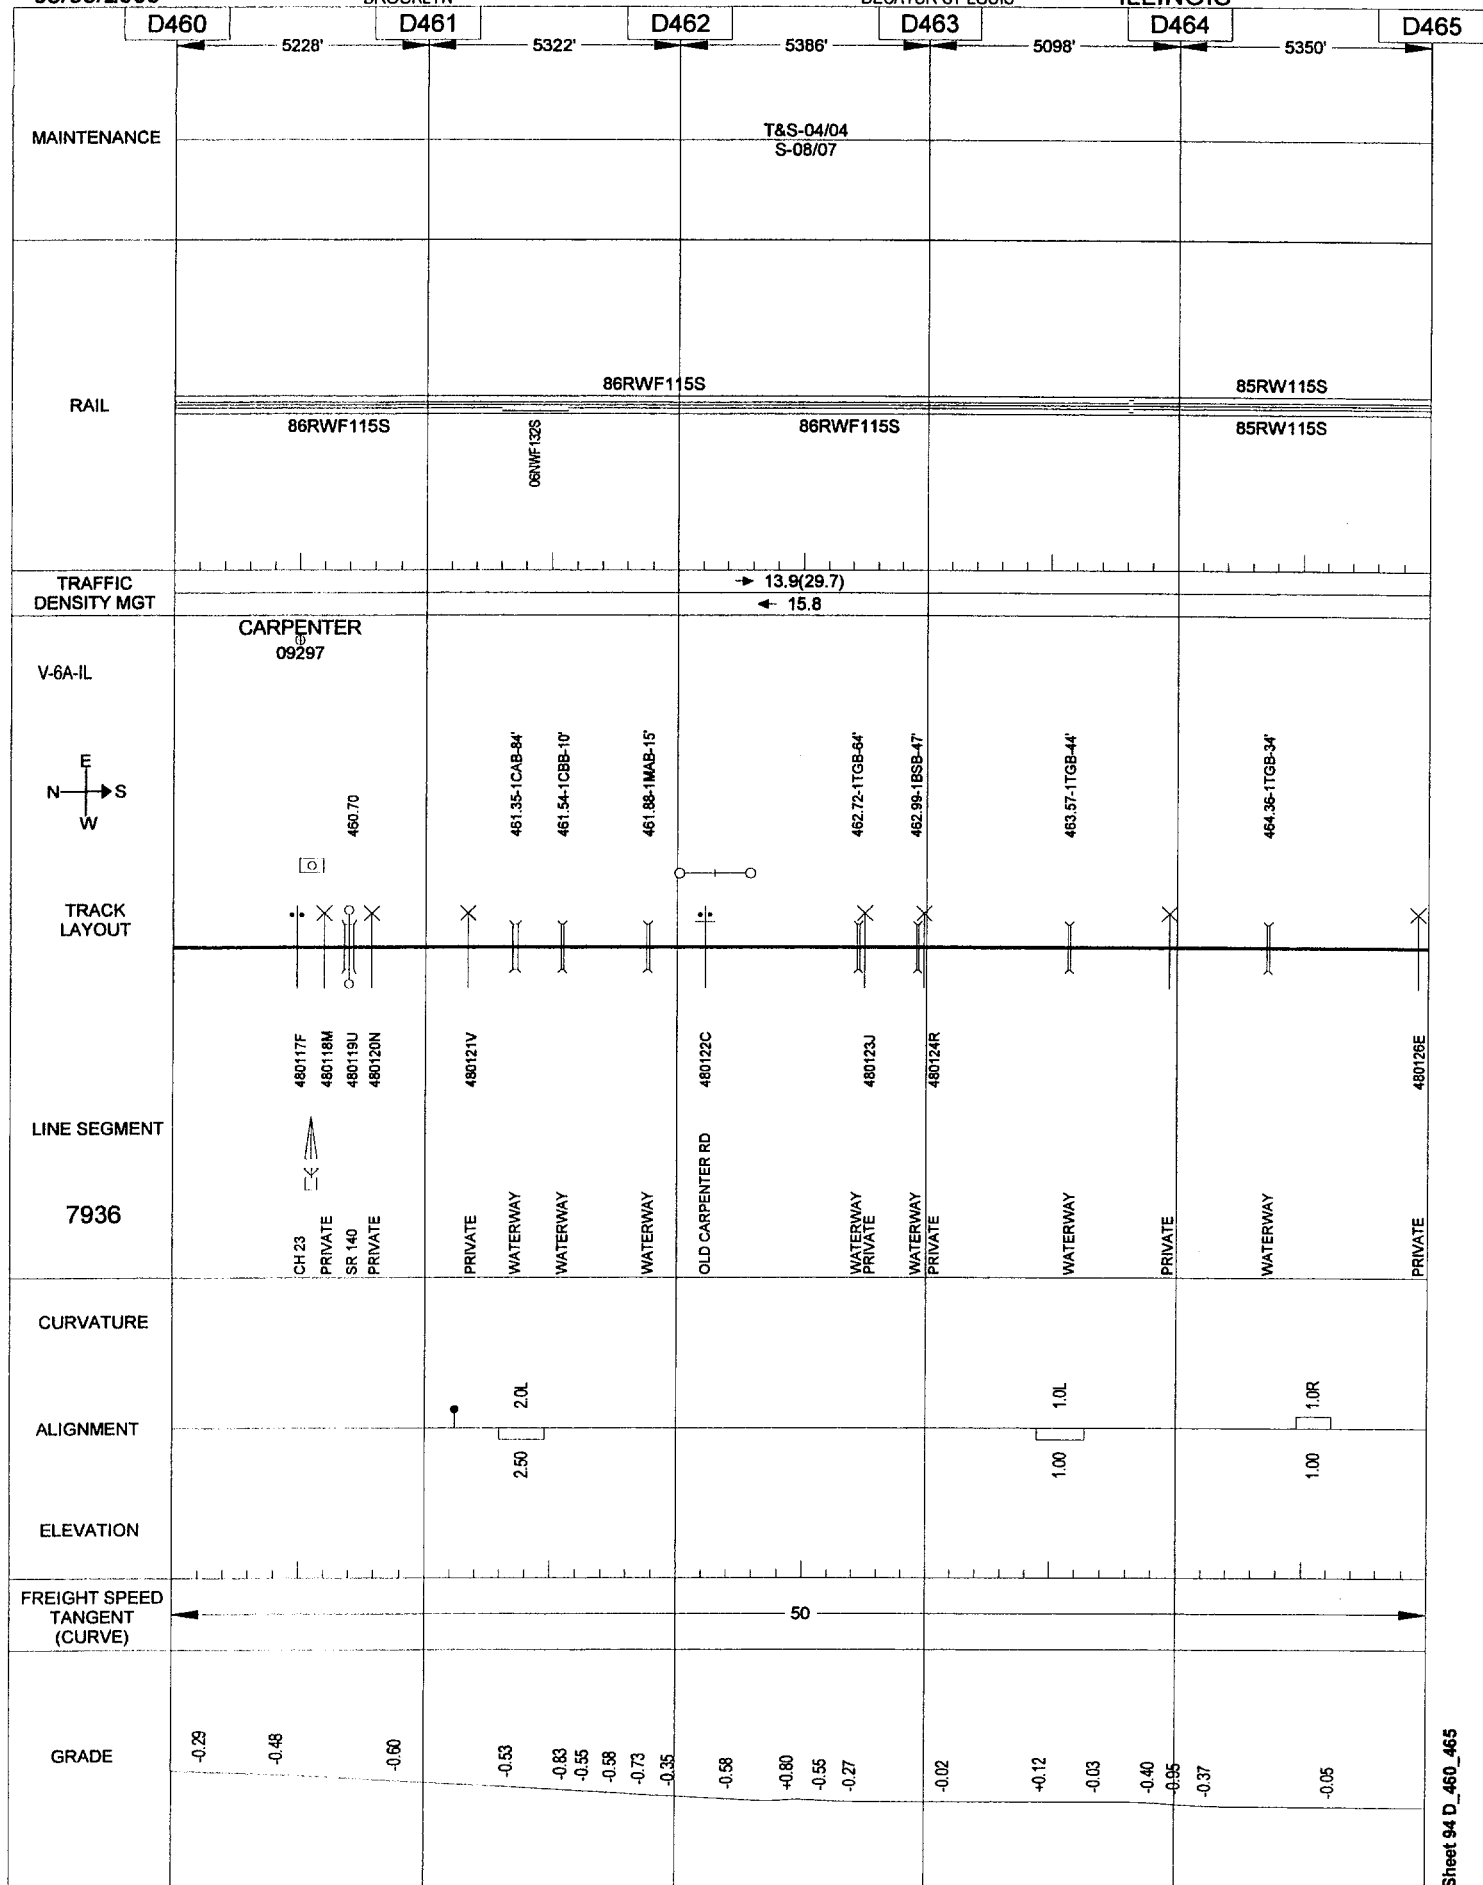 ILLINOIS
D460 D461 D462 D463 D464 D465
5228' 5322' 5386' 5098' 5350'
MAINTENANCE
T&S-04/04
S-08/07
RAIL
86RWF115S 85RW115S
86RWF115S 86RWF115S 85RW115S
06NWF132S
TRAFFIC
DENSITY MGT
13.9(29.7)
15.8
CARPENTER
09297
V-6A-IL
E
N S
W
460.70
461.35-1CAB-84'
461.54-1CBB-10'
461.88-1MAB-15'
462.72-1TGB-64'
462.99-1BSB-47'
463.57-1TGB-44'
464.36-1TGB-34'
TRACK
LAYOUT
480117F
480118M
480119U
480120N
480121V
480122C
480123J
480124R
480126E
LINE SEGMENT
7936
CH 23
PRIVATE
SR 140
PRIVATE
PRIVATE
WATERWAY
WATERWAY
WATERWAY
OLD CARPENTER RD
WATERWAY
PRIVATE
WATERWAY
PRIVATE
WATERWAY
PRIVATE
WATERWAY
PRIVATE
CURVATURE
2.0L 1.0L 1.0R
ALIGNMENT
2.50 1.00 1.00
ELEVATION
FREIGHT SPEED
TANGENT
(CURVE)
50
GRADE
-0.29
-0.48
-0.60
-0.53
-0.83
-0.55
-0.58
-0.73
-0.35
-0.58
+0.80
-0.55
-0.27
-0.02
+0.12
-0.03
-0.40
-0.95
-0.37
-0.05
Sheet 94 D_460_465